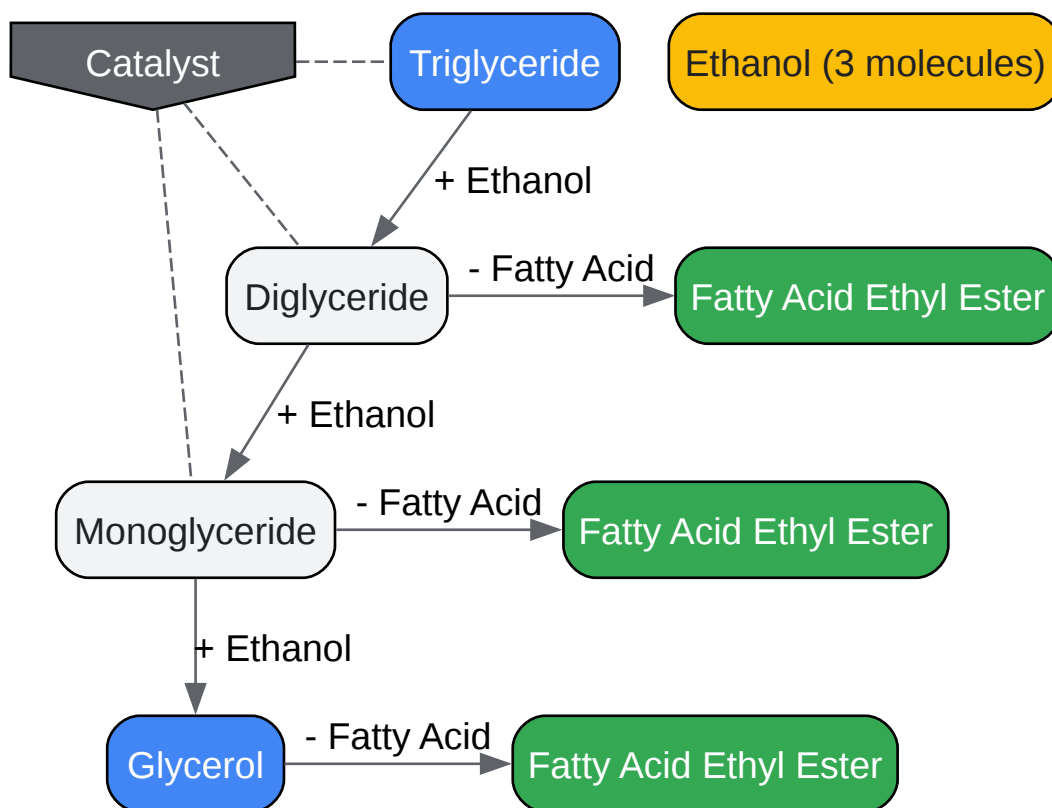 Catalyst
Triglyceride
Ethanol (3 molecules)
+ Ethanol
Diglyceride
- Fatty Acid
Fatty Acid Ethyl Ester
+ Ethanol
Monoglyceride
- Fatty Acid
Fatty Acid Ethyl Ester
+ Ethanol
Glycerol
- Fatty Acid
Fatty Acid Ethyl Ester